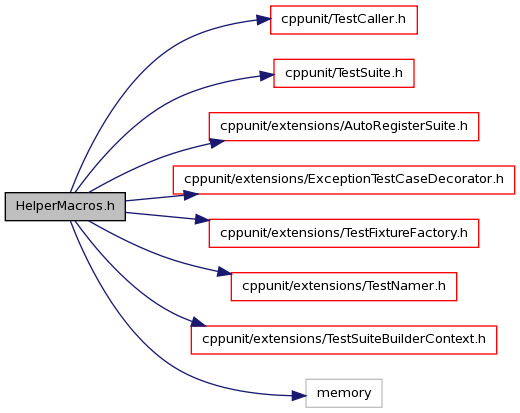 cppunit/TestCaller.h
cppunit/TestSuite.h
cppunit/extensions/AutoRegisterSuite.h
cppunit/extensions/ExceptionTestCaseDecorator.h
HelperMacros.h
cppunit/extensions/TestFixtureFactory.h
cppunit/extensions/TestNamer.h
cppunit/extensions/TestSuiteBuilderContext.h
memory